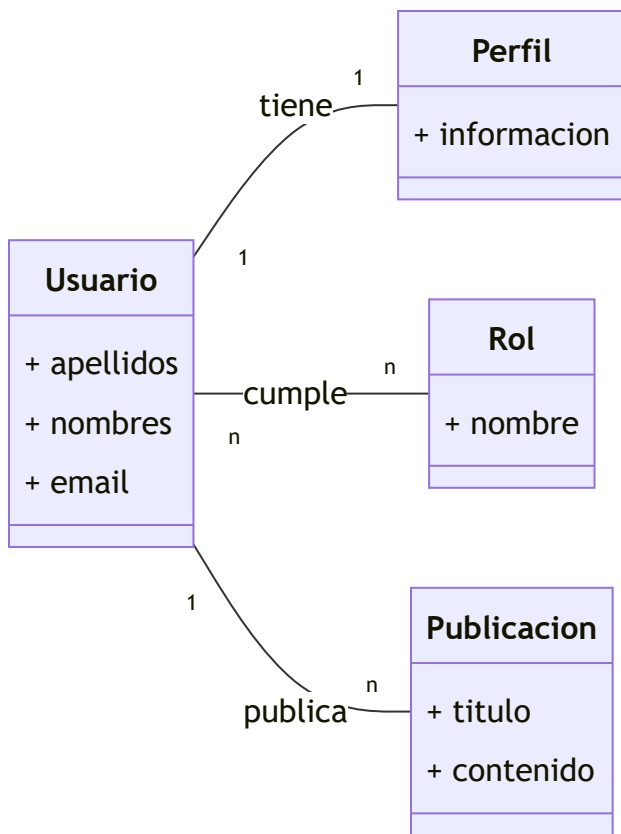 Perfil
+ informacion
1
tiene
1
Usuario
+ apellidos
+ nombres
+ email
Rol
+ nombre
n
cumple
n
1
Publicacion
+ titulo
+ contenido
n
publica